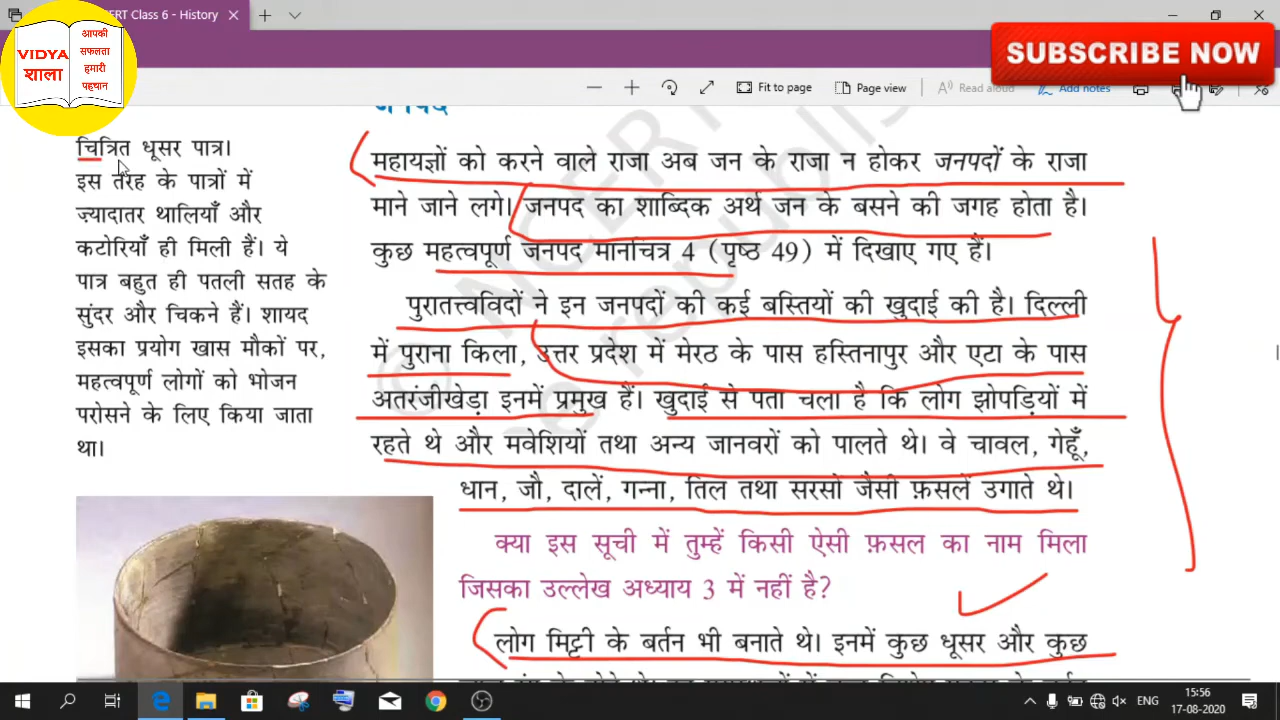 ERT Class 6 - History
VIDYA
शाला
आपकी
सफलता
हमारी
पहचान
SUBSCRIBE NOW
Fit to page
Page view
Read aloud
Add notes
जनपद
चित्रित धूसर पात्र।
इस तरह के पात्रों में
ज्यादातर थालियाँ और
कटोरियाँ ही मिली हैं। ये
पात्र बहुत ही पतली सतह के
सुंदर और चिकने हैं। शायद
इसका प्रयोग खास मौकों पर,
महत्वपूर्ण लोगों को भोजन
परोसने के लिए किया जाता
था।
महायज्ञों को करने वाले राजा अब जन के राजा न होकर जनपदों के राजा
माने जाने लगे। जनपद का शाब्दिक अर्थ जन के बसने की जगह होता है।
कुछ महत्वपूर्ण जनपद मानचित्र 4 (पृष्ठ 49) में दिखाए गए हैं।
पुरातत्त्वविदों ने इन जनपदों की कई बस्तियों की खुदाई की है। दिल्ली
में पुराना किला, उत्तर प्रदेश में मेरठ के पास हस्तिनापुर और एटा के पास
अतरंजीखेड़ा इनमें प्रमुख हैं। खुदाई से पता चला है कि लोग झोपड़ियों में
रहते थे और मवेशियों तथा अन्य जानवरों को पालते थे। वे चावल, गेहूँ,
धान, जौ, दालें, गन्ना, तिल तथा सरसो जैसी फ़सलें उगाते थे।
क्या इस सूची में तुम्हें किसी ऐसी फ़सल का नाम मिला
जिसका उल्लेख अध्याय 3 में नहीं है?
लोग मिट्टी के बर्तन भी बनाते थे। इनमें कुछ धूसर और कुछ
© NCERT
e republis
ENG
15:56
17-08-2020